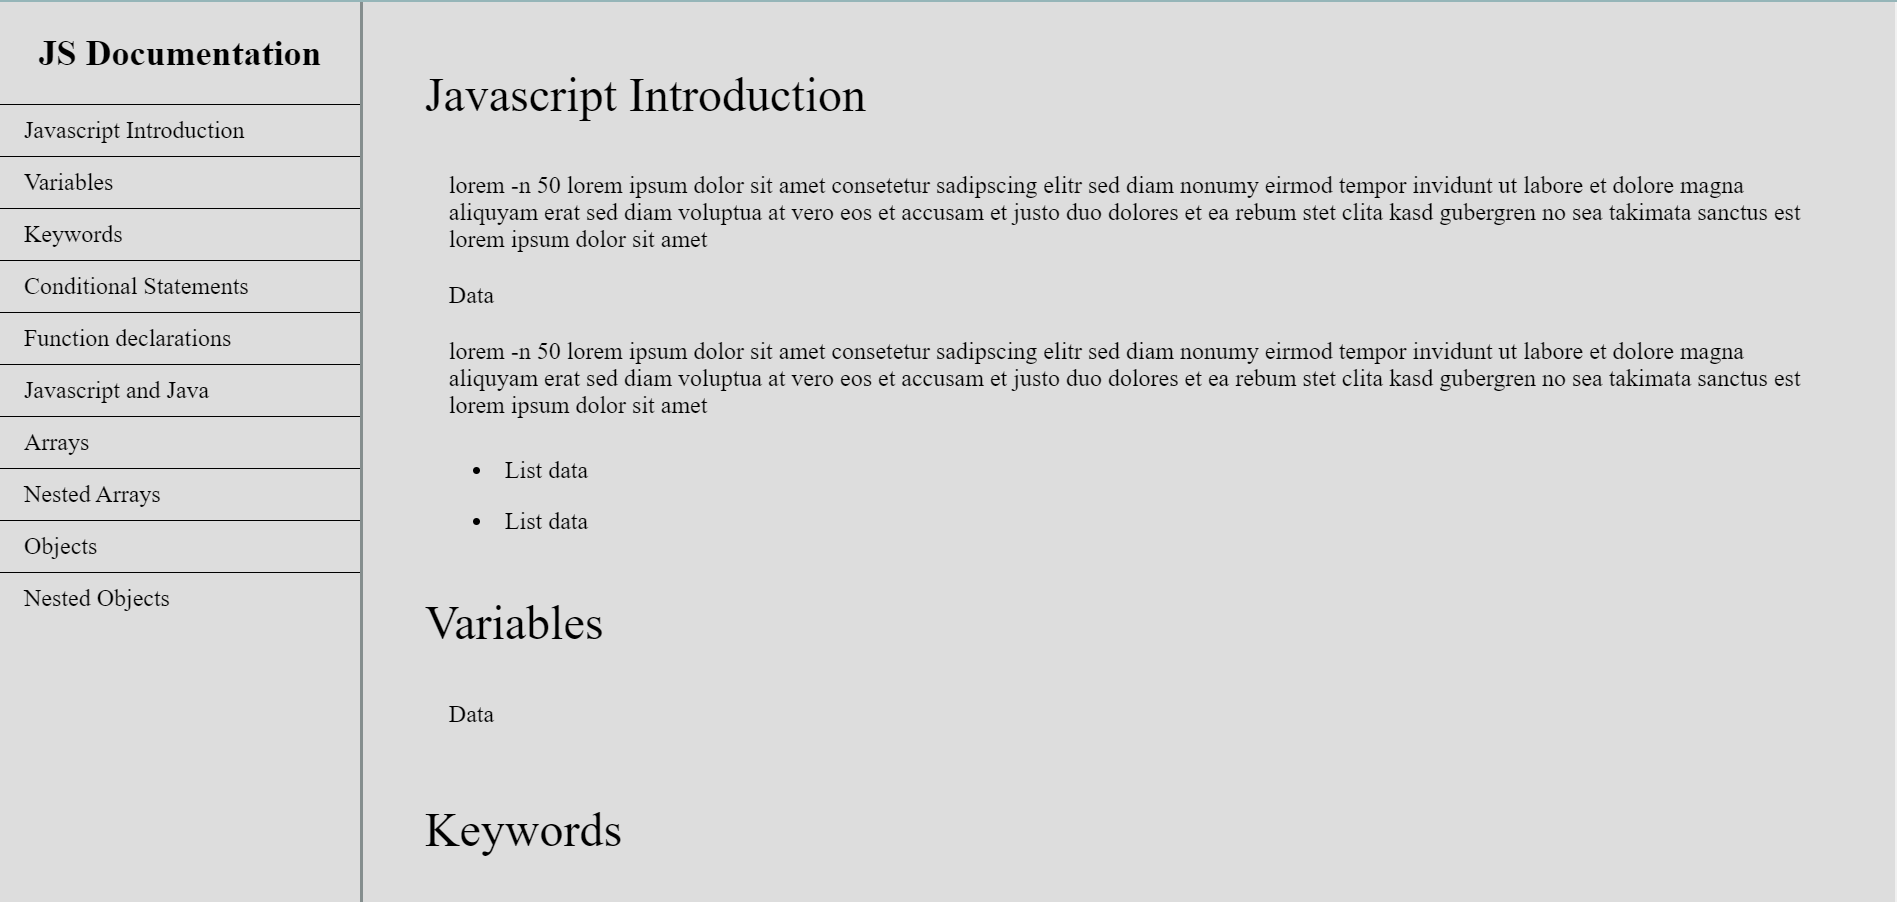 JS Documentation
Javascript Introduction
Variables
Keywords
Conditional Statements
Function declarations
Javascript and Java
Arrays
Nested Arrays
Objects
Nested Objects
Javascript Introduction
lorem -n 50 lorem ipsum dolor sit amet consetetur sadipscing elitr sed diam nonumy eirmod tempor invidunt ut labore et dolore magna
aliquyam erat sed diam voluptua at vero eos et accusam et justo duo dolores et ea rebum stet clita kasd gubergren no sea takimata sanctus est
lorem ipsum dolor sit amet
Data
lorem -n 50 lorem ipsum dolor sit amet consetetur sadipscing elitr sed diam nonumy eirmod tempor invidunt ut labore et dolore magna
aliquyam erat sed diam voluptua at vero eos et accusam et justo duo dolores et ea rebum stet clita kasd gubergren no sea takimata sanctus est
lorem ipsum dolor sit amet
• List data
• List data
Variables
Data
Keywords